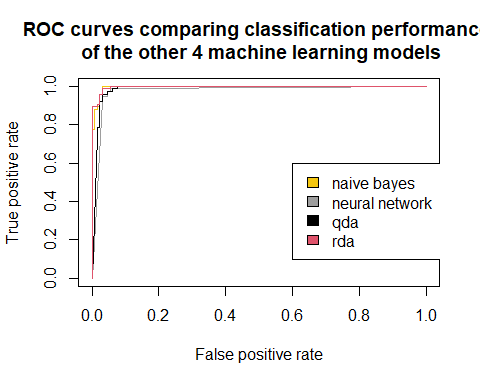 ROC curves comparing classification performanc
of the other 4 machine learning models
True positive rate
1.0
0.8
0.6
0.4
0.2
0.0
naive bayes
neural network
qda
rda
0.0 0.2 0.4 0.6 0.8 1.0
False positive rate